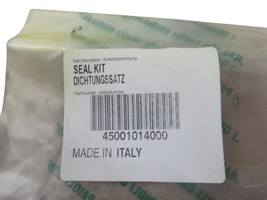 Part Description - Artikelbezeichnung
SEAL KIT
DICHTUNGSSATZ
Part Number - Artikelnummer
45001014000
MADE IN ITALY